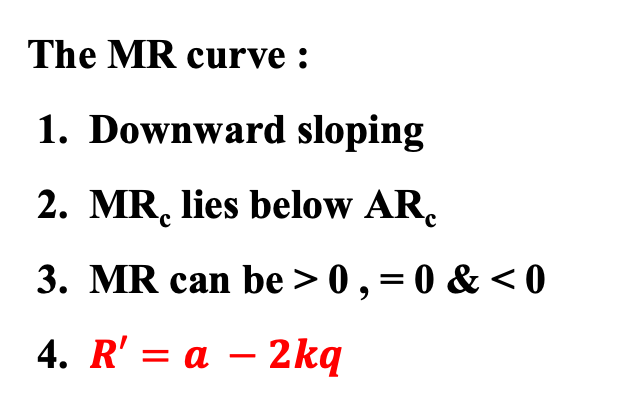 The MR curve :
1. Downward sloping
2. MRc lies below ARc
3. MR can be > 0 , = 0 & < 0
4. R′ = a − 2kq